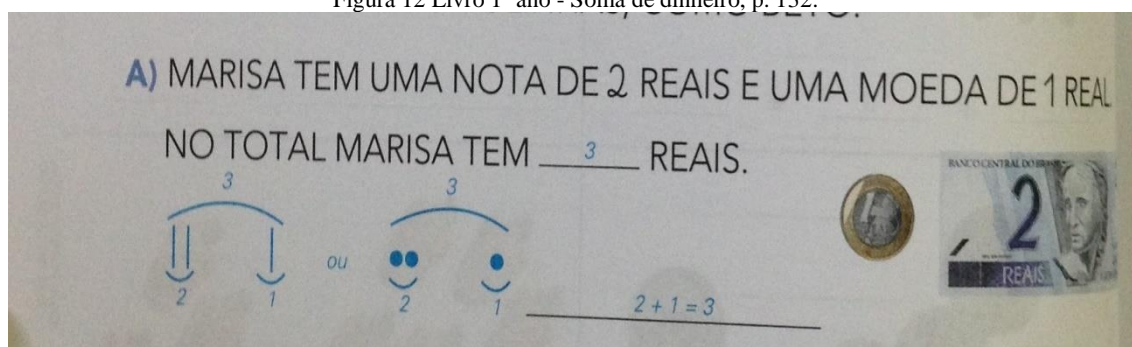 Figura 12 Livro 1º ano - Soma de dinheiro, p. 132.
A) MARISA TEM UMA NOTA DE 2 REAIS E UMA MOEDA DE 1 REAL
NO TOTAL MARISA TEM 3 REAIS.
3 3
ou
2 1 2 1
2 + 1 = 3
BANCO CENTRAL DO
2
REAIS
1